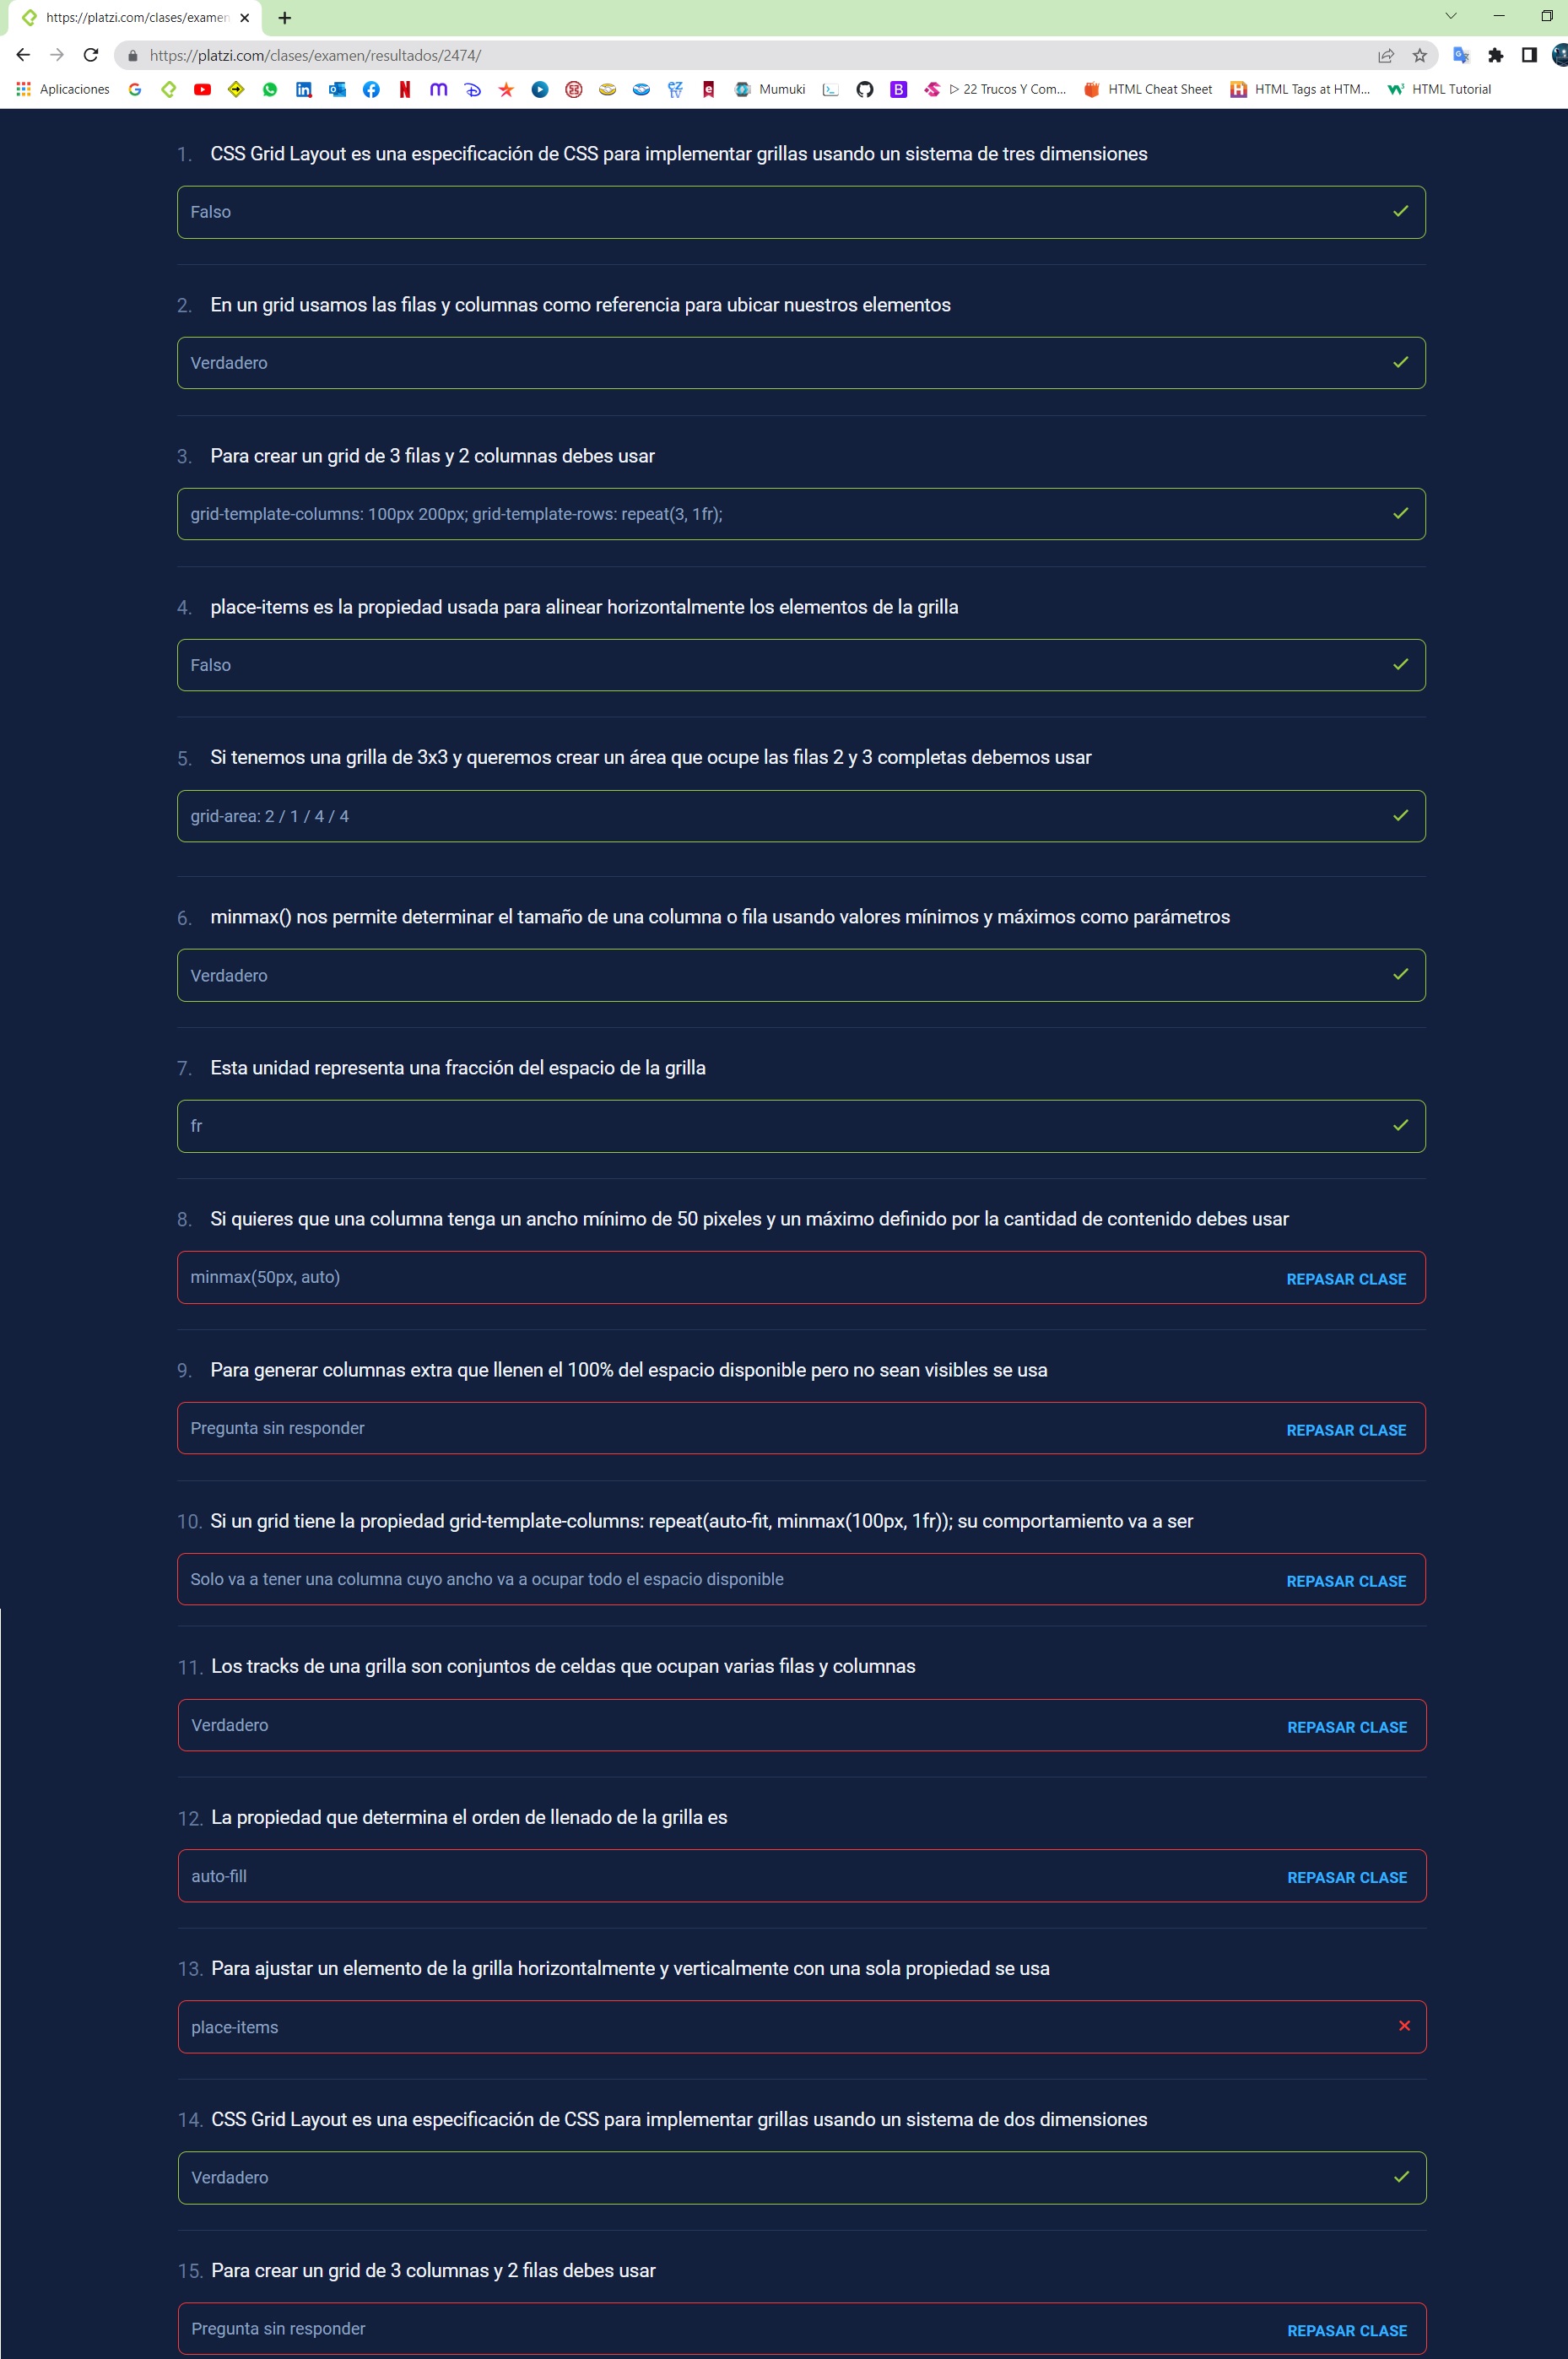 https://platzi.com/clases/examen
https://platzi.com/clases/examen/resultados/2474/
Aplicaciones
Mumuki
▷ 22 Trucos Y Com...
HTML Cheat Sheet
HTML Tags at HTM...
HTML Tutorial
1. CSS Grid Layout es una especificación de CSS para implementar grillas usando un sistema de tres dimensiones
Falso
2. En un grid usamos las filas y columnas como referencia para ubicar nuestros elementos
Verdadero
3. Para crear un grid de 3 filas y 2 columnas debes usar
grid-template-columns: 100px 200px; grid-template-rows: repeat(3, 1fr);
4. place-items es la propiedad usada para alinear horizontalmente los elementos de la grilla
Falso
5. Si tenemos una grilla de 3x3 y queremos crear un área que ocupe las filas 2 y 3 completas debemos usar
grid-area: 2 / 1 / 4 / 4
6. minmax() nos permite determinar el tamaño de una columna o fila usando valores mínimos y máximos como parámetros
Verdadero
7. Esta unidad representa una fracción del espacio de la grilla
fr
8. Si quieres que una columna tenga un ancho mínimo de 50 pixeles y un máximo definido por la cantidad de contenido debes usar
minmax(50px, auto) REPASAR CLASE
9. Para generar columnas extra que llenen el 100% del espacio disponible pero no sean visibles se usa
Pregunta sin responder REPASAR CLASE
10. Si un grid tiene la propiedad grid-template-columns: repeat(auto-fit, minmax(100px, 1fr)); su comportamiento va a ser
Solo va a tener una columna cuyo ancho va a ocupar todo el espacio disponible REPASAR CLASE
11. Los tracks de una grilla son conjuntos de celdas que ocupan varias filas y columnas
Verdadero REPASAR CLASE
12. La propiedad que determina el orden de llenado de la grilla es
auto-fill REPASAR CLASE
13. Para ajustar un elemento de la grilla horizontalmente y verticalmente con una sola propiedad se usa
place-items
14. CSS Grid Layout es una especificación de CSS para implementar grillas usando un sistema de dos dimensiones
Verdadero
15. Para crear un grid de 3 columnas y 2 filas debes usar
Pregunta sin responder REPASAR CLASE